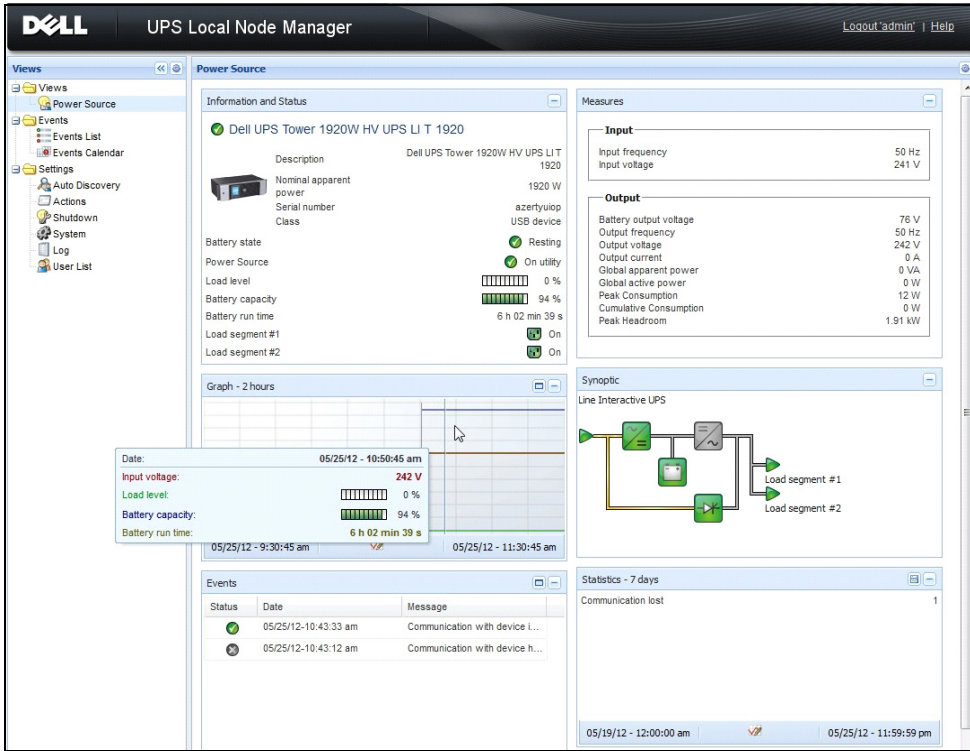 DELL UPS Local Node Manager Logout 'admin' | Help
Views
Views
Power Source
Events
Events List
Events Calendar
Settings
Auto Discovery
Actions
Shutdown
System
Log
User List
Power Source
Information and Status
Dell UPS Tower 1920W HV UPS LI T 1920
Description Dell UPS Tower 1920W HV UPS LI T
1920
Nominal apparent
power 1920 W
Serial number azertyuiop
Class USB device
Battery state Resting
Power Source On utility
Load level 0 %
Battery capacity 94 %
Battery run time 6 h 02 min 39 s
Load segment #1 On
Load segment #2 On
Measures
Input
Input frequency 50 Hz
Input voltage 241 V
Output
Battery output voltage 76 V
Output frequency 50 Hz
Output voltage 242 V
Output current 0 A
Global apparent power 0 VA
Global active power 0 W
Peak Consumption 12 W
Cumulative Consumption 0 W
Peak Headroom 1.91 kW
Graph - 2 hours
Date: 05/25/12 - 10:50:45 am
Input voltage: 242 V
Load level: 0 %
Battery capacity: 94 %
Battery run time: 6 h 02 min 39 s
05/25/12 - 9:30:45 am 05/25/12 - 11:30:45 am
Synoptic
Line Interactive UPS
Load segment #1
Load segment #2
Events
Status Date Message
05/25/12-10:43:33 am Communication with device i...
05/25/12-10:43:12 am Communication with device h...
Statistics - 7 days
Communication lost 1
05/19/12 - 12:00:00 am 05/25/12 - 11:59:59 pm